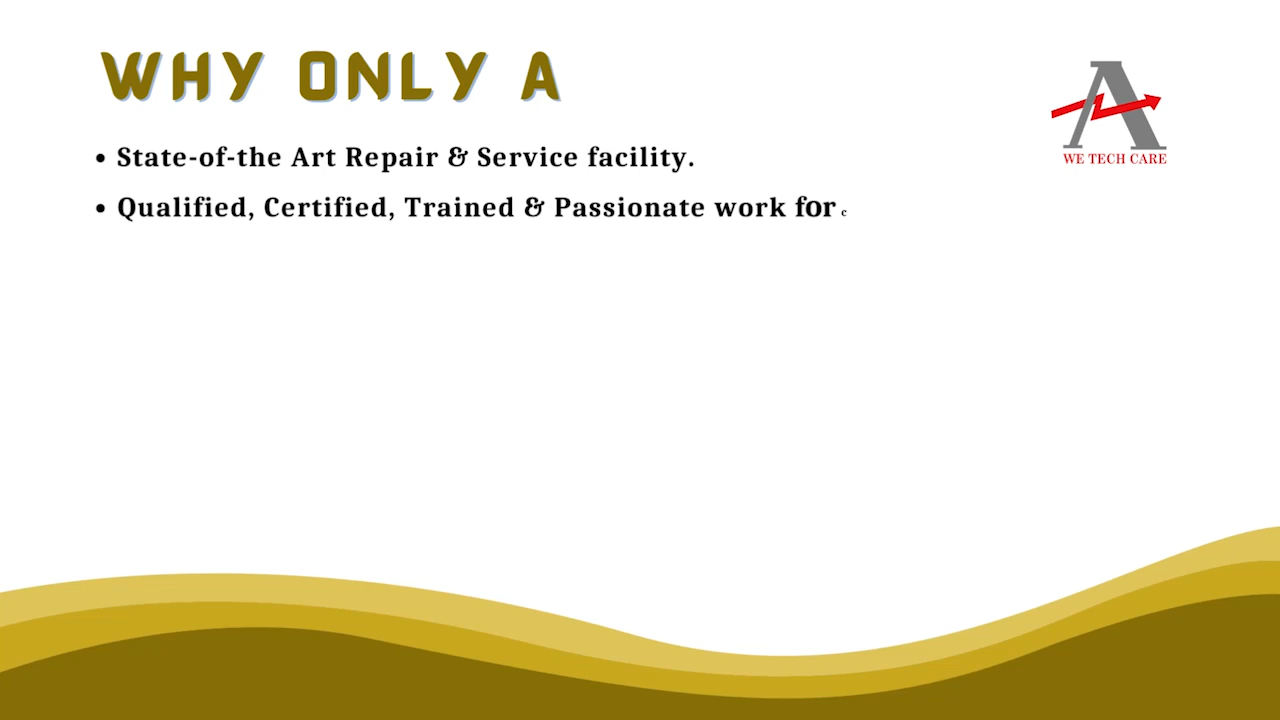 WHY ONLY A
• State-of-the Art Repair & Service facility.
• Qualified, Certified, Trained & Passionate work for c
A
WE TECH CARE